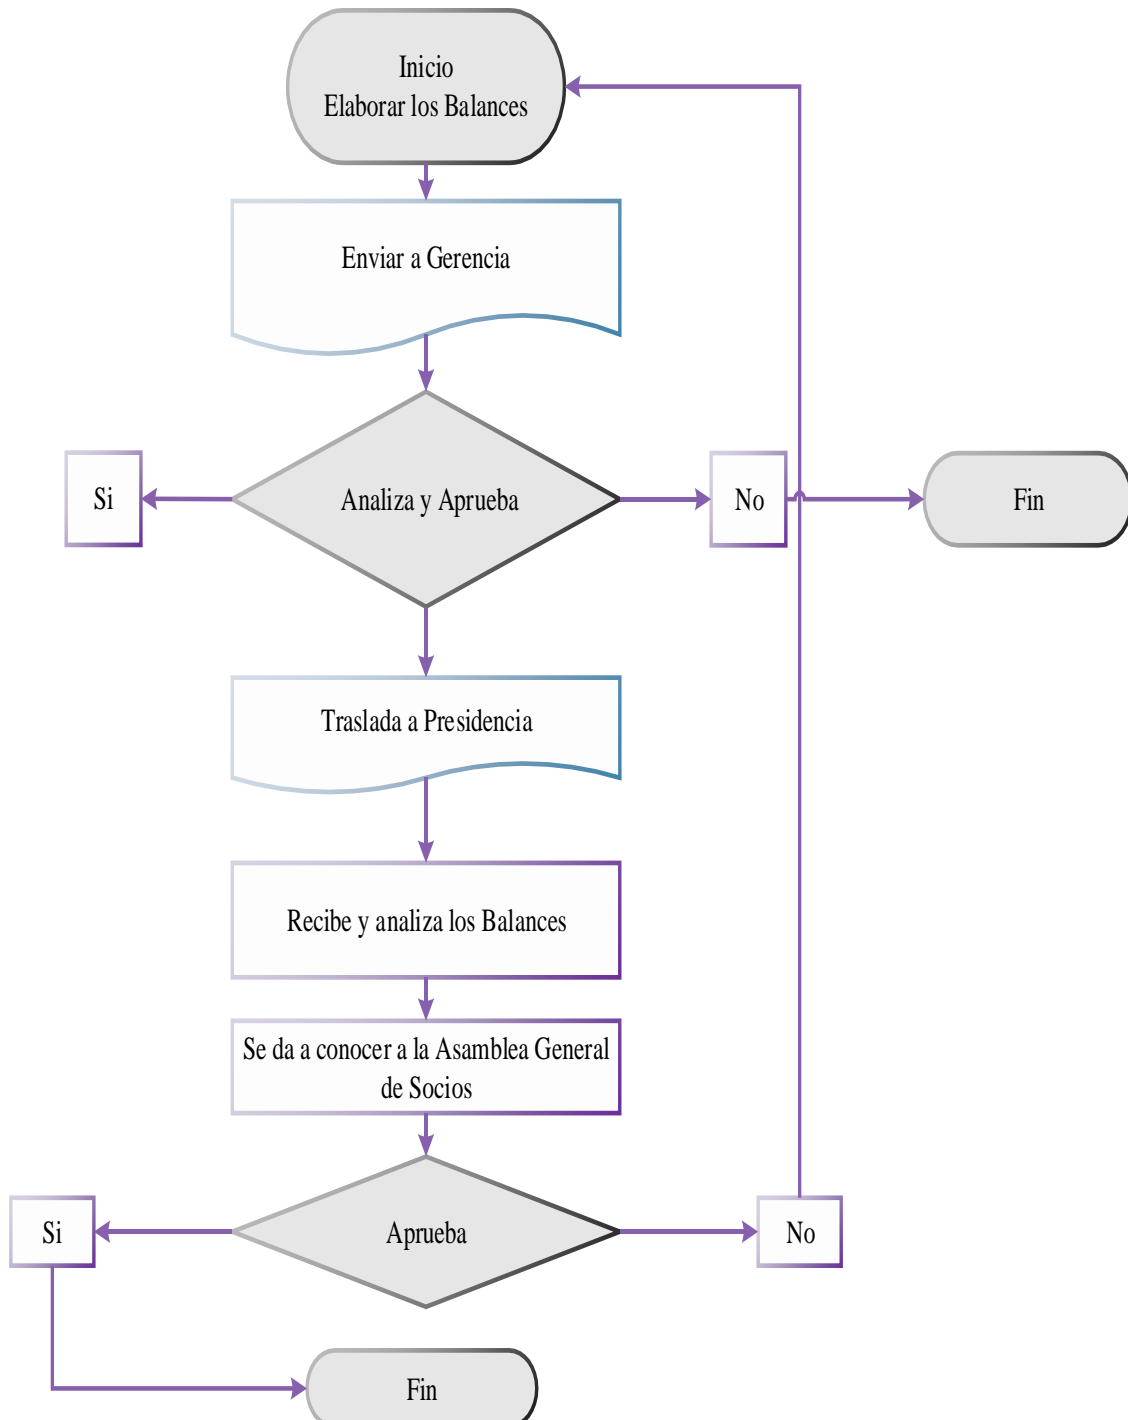 Inicio
Elaborar los Balances
Enviar a Gerencia
Si
Analiza y Aprueba
No
Fin
Traslada a Presidencia
Recibe y analiza los Balances
Se da a conocer a la Asamblea General
de Socios
Si
Aprueba
No
Fin